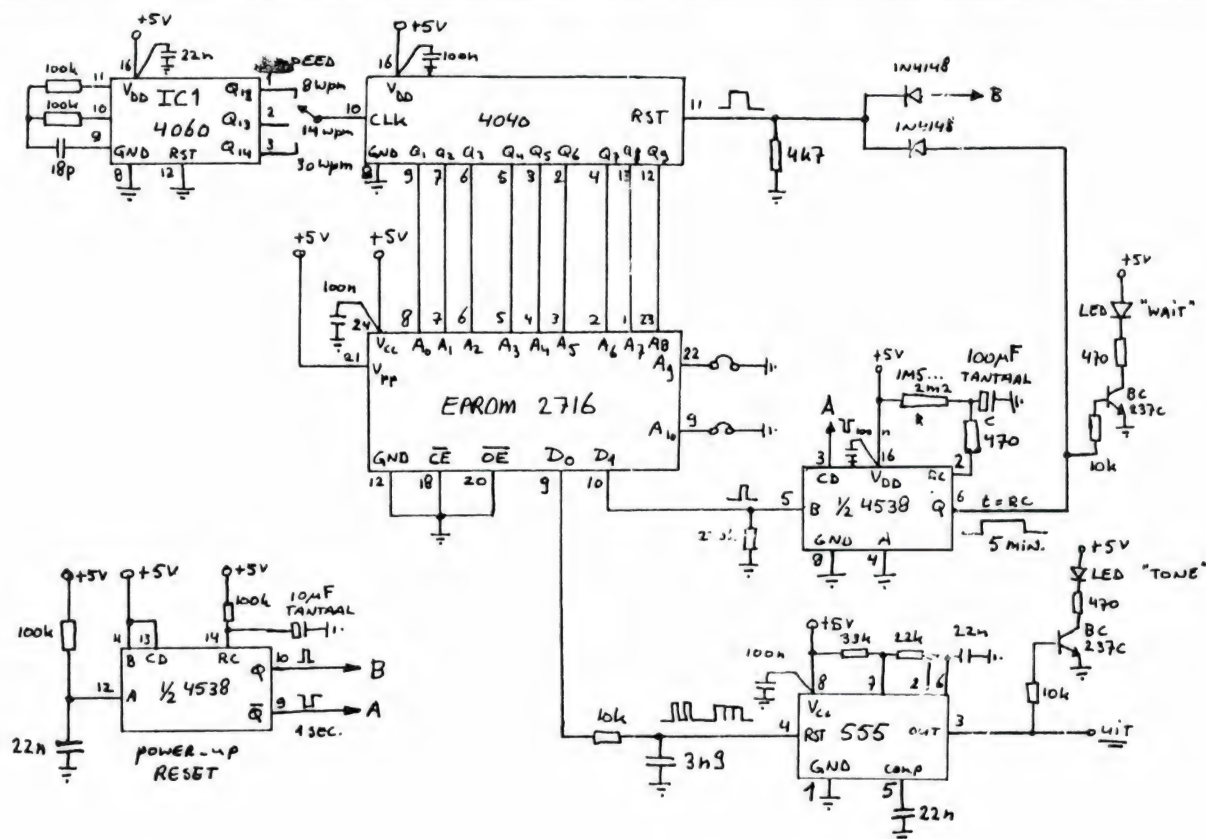 +5V
22n
16
100k
11
VDD
IC1
100k
10
4060
9
18p
GND
RST
8
12
Q13
Q14
1
2
3
8 Wpm
14 Wpm
30 Wpm
+5V
100n
16
VDD
10
CLK
4040
RST
11
GND
8
Q1 Q2 Q3 Q4 Q5 Q6 Q7 Q8 Q9
9 7 6 5 3 2 4 13 12
4k7
1N4148
B
1N4148
+5V
+5V
100n
24
21
8 7 6 5 4 3 2 1 23
VCC
A0 A1 A2 A3 A4 A5 A6 A7 A8
Vpp
EPROM 2716
A9
22
A10
9
GND
CE
OE
D0
D1
12
18
20
9
10
+5V
LED "WAIT"
470
BC
237C
10k
+5V
1M5...
2m2
R
100µF
TANTAAL
C
470
A
100n
3
16
2
CD
VDD
RC
5
B
1/2 4538
Q
6
t=RC
GND
A
8
4
5 min.
+5V
+5V
+5V
100k
100k
10µF
TANTAAL
4
13
14
B
CD
RC
12
A
1/2 4538
Q
10
B
Q
9
A
1 sec.
22n
POWER-UP
RESET
10k
3n9
+5V
33k
22k
22n
100n
8
7
2
6
Vcc
4
RST
555
OUT
3
GND
COMP
1
5
22n
+5V
LED "TONE"
470
BC
237C
10k
uit